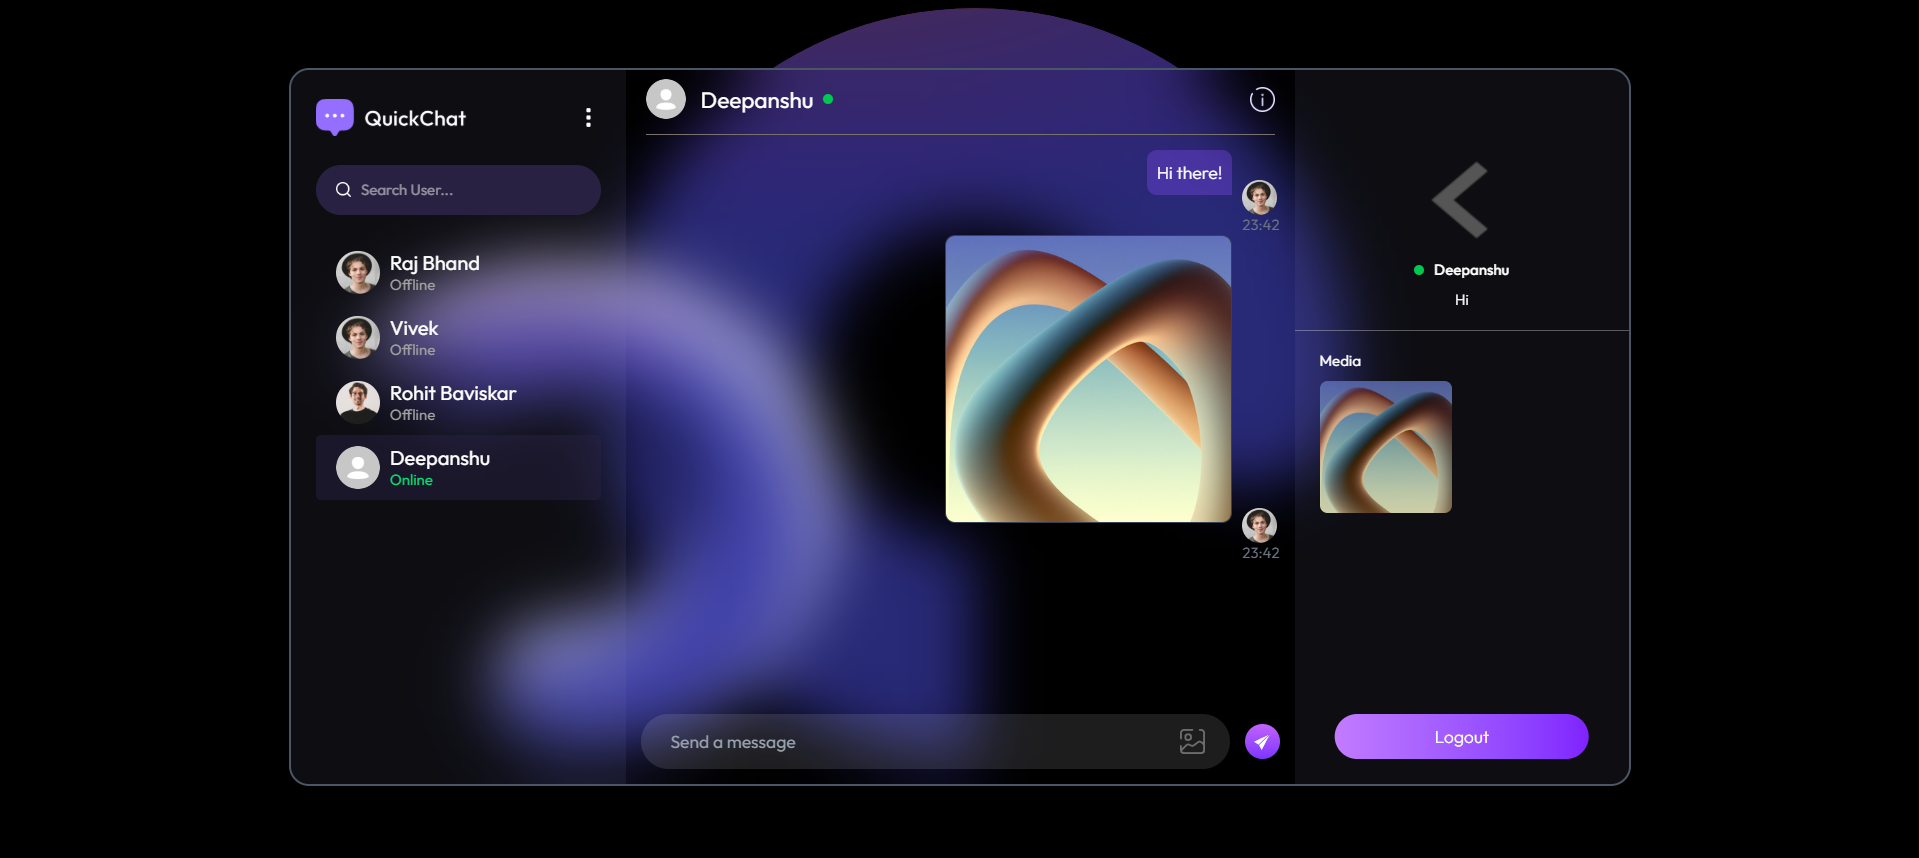 QuickChat
Search User...
Raj Bhand
Offline
Vivek
Offline
Rohit Baviskar
Offline
Deepanshu
Online
Deepanshu
Hi there!
23:42
23:42
Send a message
Deepanshu
Hi
Media
Logout